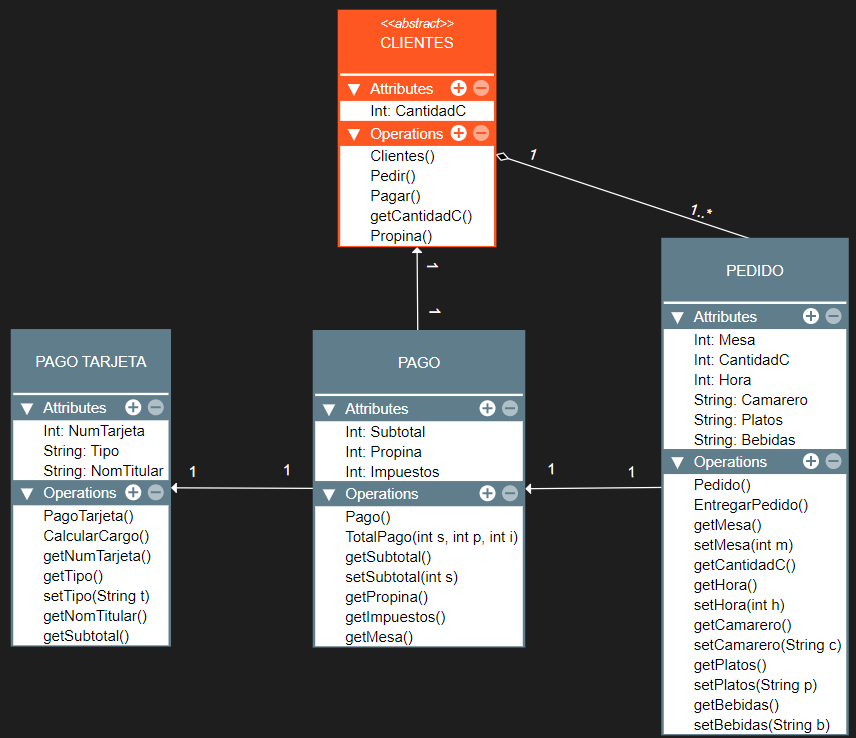 <<abstract>>
CLIENTES
Attributes
Int: CantidadC
Operations
Clientes()
Pedir()
Pagar()
getCantidadC()
Propina()
1
1..*
1
1
PEDIDO
Attributes
Int: Mesa
Int: CantidadC
Int: Hora
String: Camarero
String: Platos
String: Bebidas
Operations
Pedido()
EntregarPedido()
getMesa()
setMesa(int m)
getCantidadC()
getHora()
setHora(int h)
getCamarero()
setCamarero(String c)
getPlatos()
setPlatos(String p)
getBebidas()
setBebidas(String b)
PAGO TARJETA
Attributes
Int: NumTarjeta
String: Tipo
String: NomTitular
Operations
PagoTarjeta()
CalcularCargo()
getNumTarjeta()
getTipo()
setTipo(String t)
getNomTitular()
getSubtotal()
1
1
PAGO
Attributes
Int: Subtotal
Int: Propina
Int: Impuestos
Operations
Pago()
TotalPago(int s, int p, int i)
getSubtotal()
setSubtotal(int s)
getPropina()
getImpuestos()
getMesa()
1
1